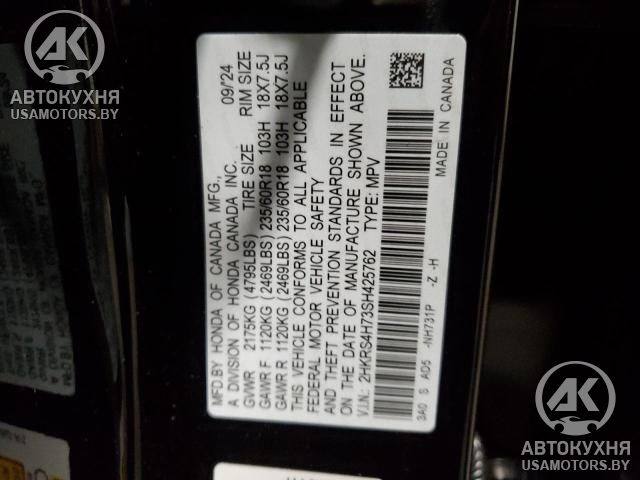 АВТОКУХНЯ
USAMOTORS.BY
MFD.BY HONDA OF CANADA MFG.,
A DIVISION OF HONDA CANADA INC. 09/24
GVWR 2175KG (4795LBS) TIRE SIZE RIM SIZE
GAWR F 1120KG (2469LBS) 235/60R18 103H 18X7.5J
GAWR R 1120KG (2469LBS) 235/60R18 103H 18X7.5J
THIS VEHICLE CONFORMS TO ALL APPLICABLE
FEDERAL MOTOR VEHICLE SAFETY
AND THEFT PREVENTION STANDARDS IN EFFECT
ON THE DATE OF MANUFACTURE SHOWN ABOVE.
V.I.N.: 2HKRS4H73SH425762 TYPE: MPV
3A0 S AD5 -NH731P -Z -H MADE IN CANADA
АВТОКУХНЯ
USAMOTORS.BY